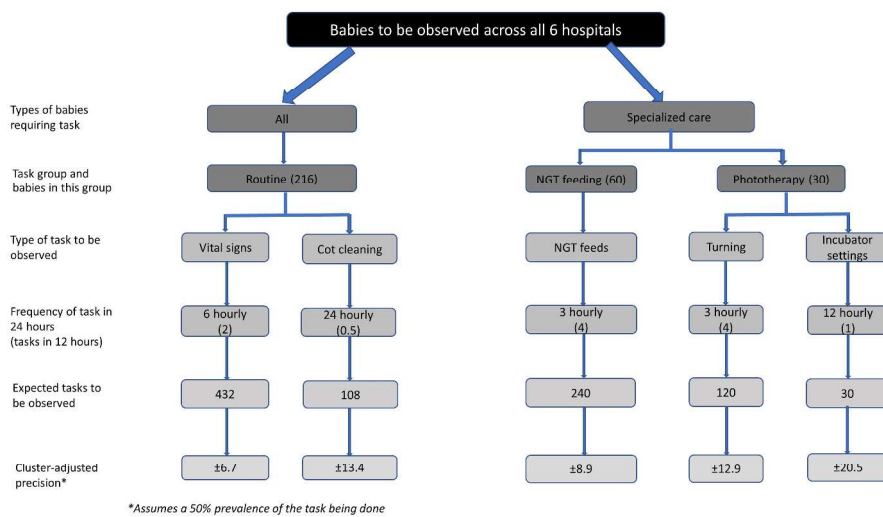 Babies to be observed across all 6 hospitals
Types of babies
requiring task
All
Specialized care
Task group and
babies in this group
Routine (216)
NGT feeding (60)
Phototherapy (30)
Type of task to be
observed
Vital signs
Cot cleaning
NGT feeds
Turning
Incubator
settings
Frequency of task in
24 hours
(tasks in 12 hours)
6 hourly
(2)
24 hourly
(0.5)
3 hourly
(4)
3 hourly
(4)
12 hourly
(1)
Expected tasks to
be observed
432
108
240
120
30
Cluster-adjusted
precision*
±6.7
±13.4
±8.9
±12.9
±20.5
*Assumes a 50% prevalence of the task being done